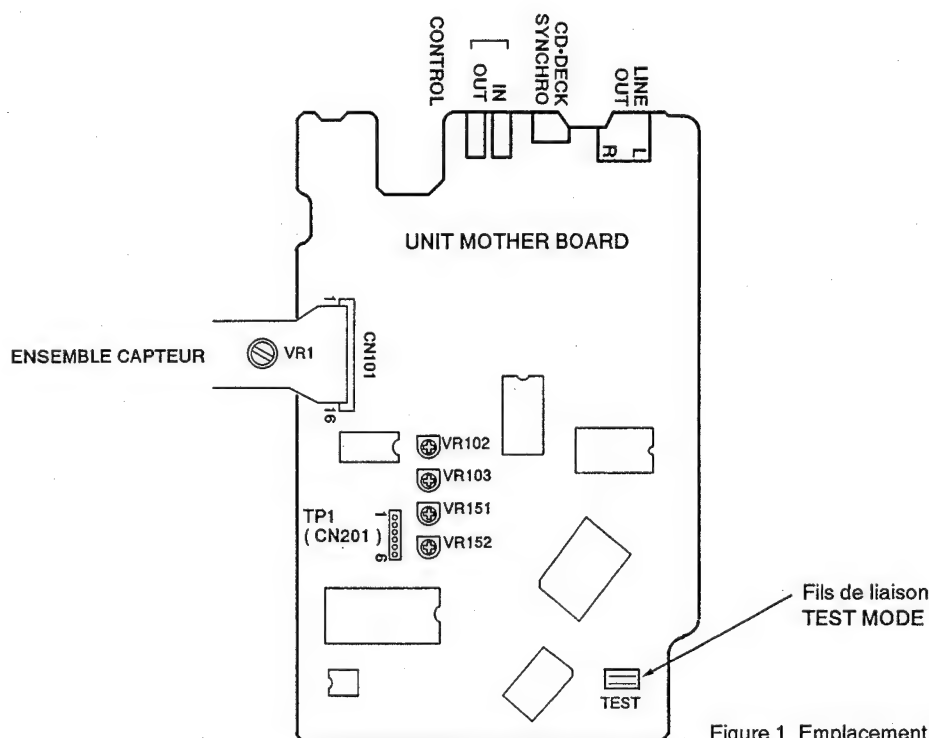 CONTROL
OUT
IN
CD•DECK
SYNCHRO
LINE
OUT
R
L
UNIT MOTHER BOARD
ENSEMBLE CAPTEUR
VR1
1
CN101
16
VR102
VR103
VR151
VR152
TP1
( CN201 )
1
6
Fils de liaison
TEST MODE
TEST
Figure 1 Emplacement